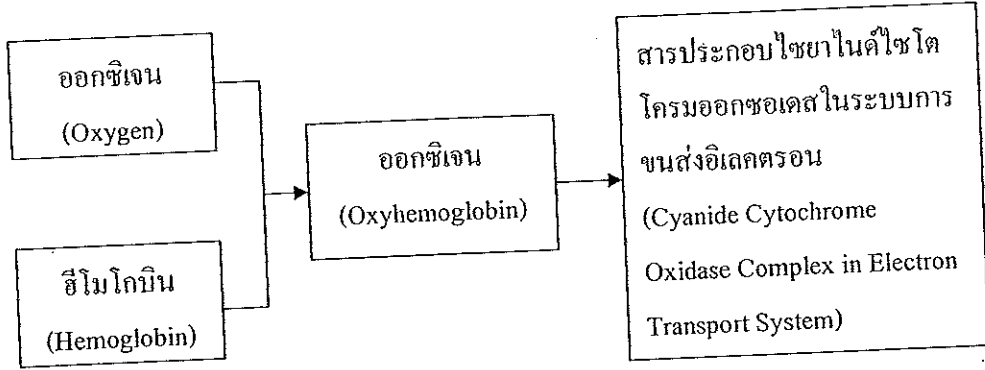 ออกซิเจน
(Oxygen)
ฮีโมโกบิน
(Hemoglobin)
ออกซิเจน
(Oxyhemoglobin)
สารประกอบไซยาไนค์ไซโต
โครมออกซอเดสในระบบการ
ขนส่งอิเลคตรอน
(Cyanide Cytochrome
Oxidase Complex in Electron
Transport System)